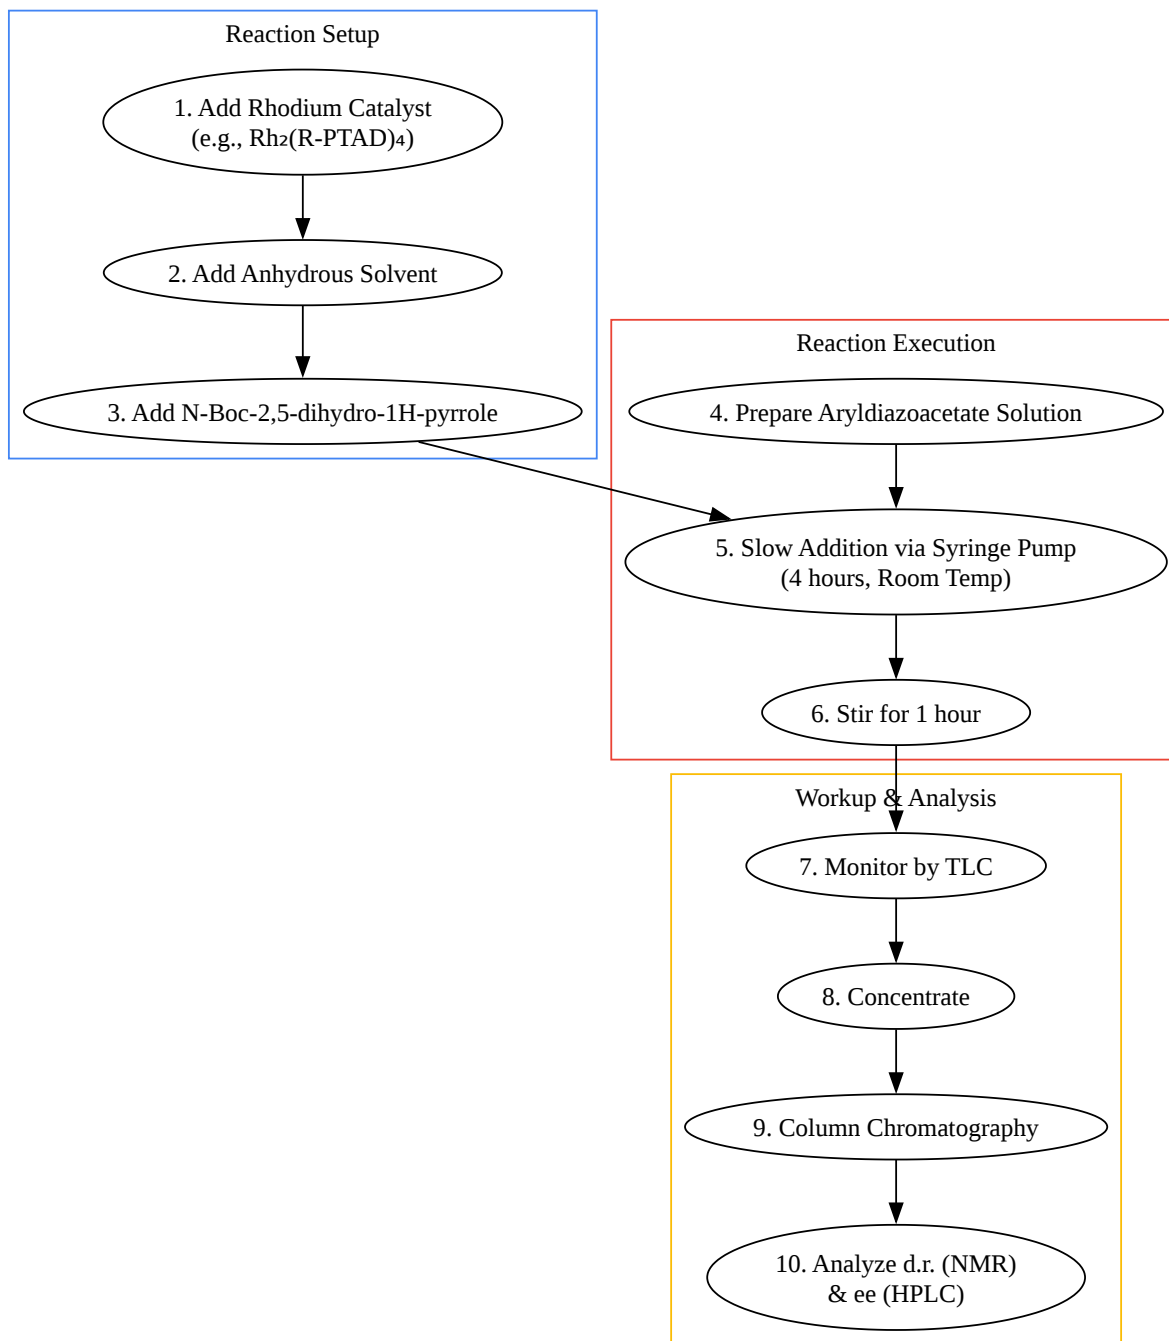 Reaction Setup
1. Add Rhodium Catalyst
(e.g., Rh₂(R-PTAD)₄)
2. Add Anhydrous Solvent
3. Add N-Boc-2,5-dihydro-1H-pyrrole
Reaction Execution
4. Prepare Aryldiazoacetate Solution
5. Slow Addition via Syringe Pump
(4 hours, Room Temp)
6. Stir for 1 hour
Workup & Analysis
7. Monitor by TLC
8. Concentrate
9. Column Chromatography
10. Analyze d.r. (NMR)
& ee (HPLC)